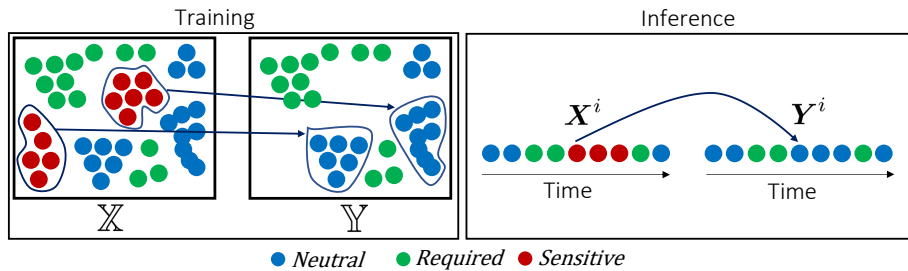 Training
Inference
X^i
Y^i
Time
Time
𝕏
𝕐
Neutral
Required
Sensitive